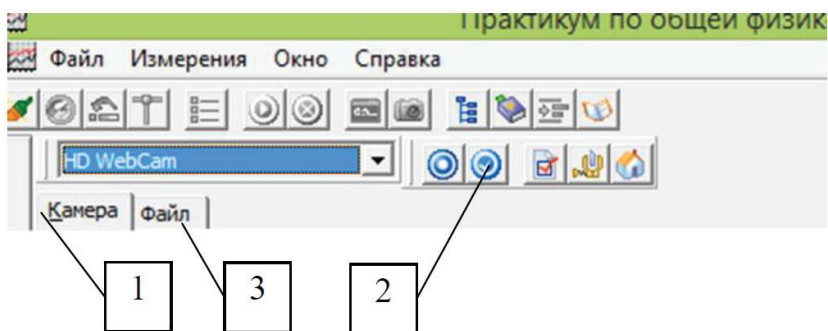 Практикум по общей физик
Файл Измерения Окно Справка
HD WebCam
Камера Файл
1 3 2